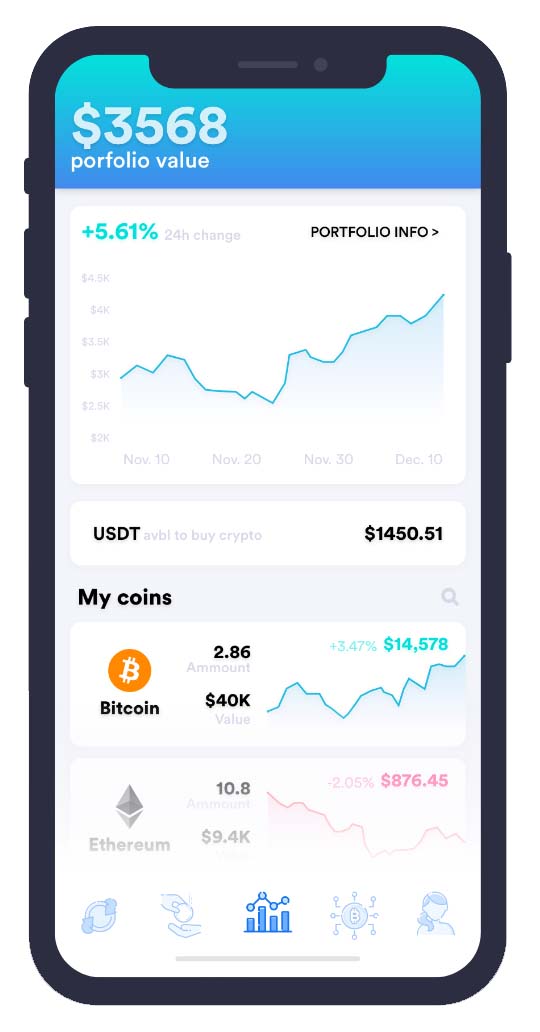 $3568
porfolio value
+5.61% 24h change PORTFOLIO INFO >
$4.5K
$4K
$3.5K
$3K
$2.5K
$2K
Nov. 10 Nov. 20 Nov. 30 Dec. 10
USDT avbl to buy crypto $1450.51
My coins
+3.47% $14,578
2.86
Ammount
$40K
Bitcoin
Value
-2.05% $876.45
10.8
Ammount
$9.4K
Ethereum